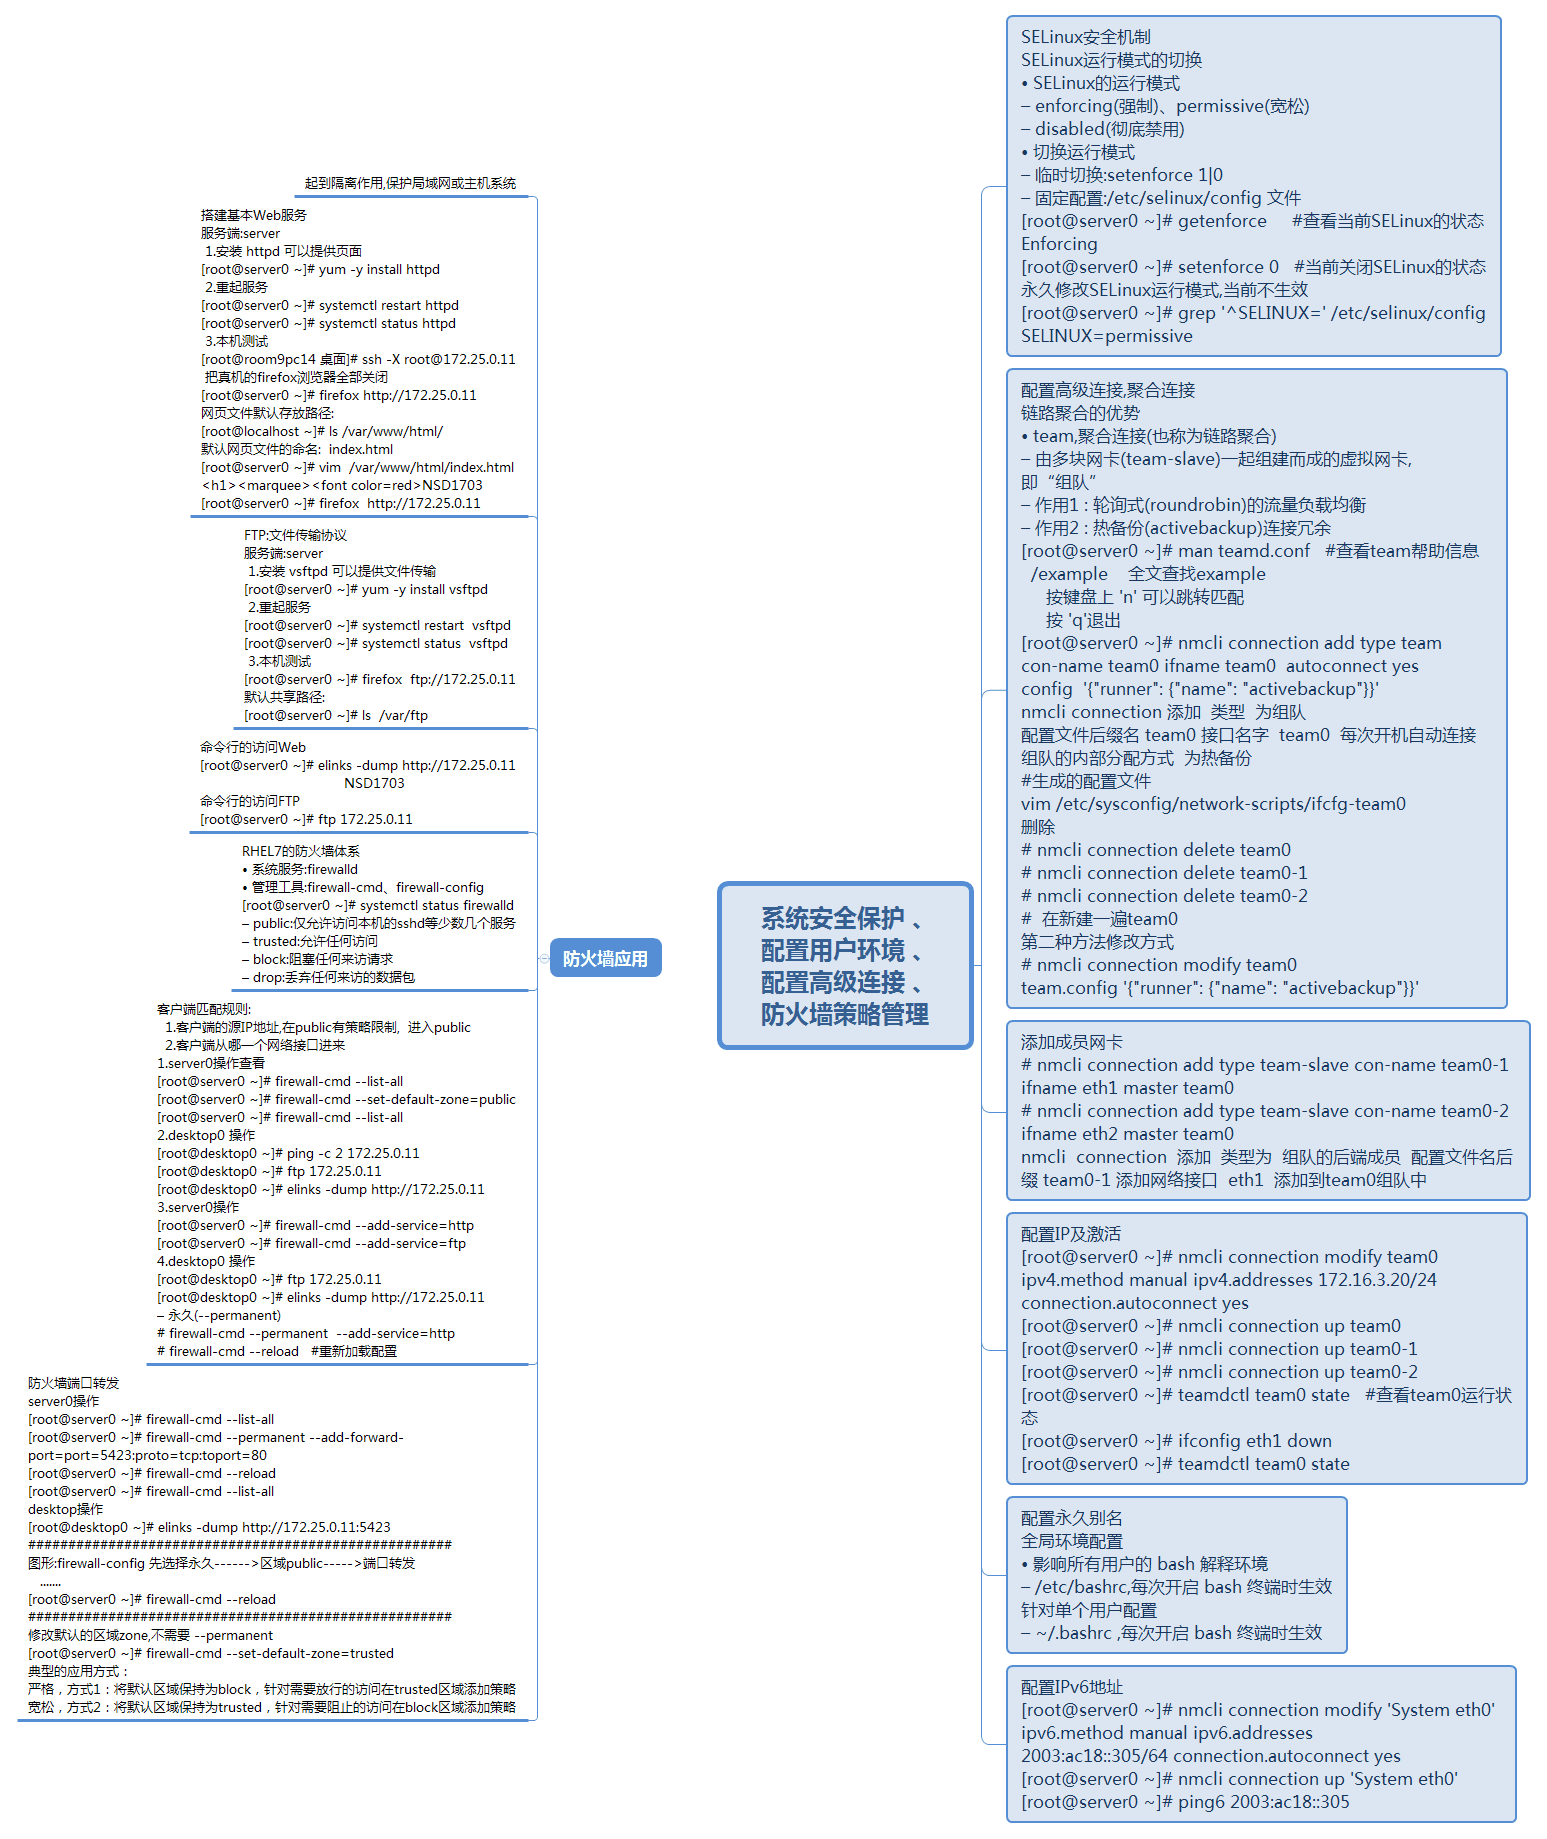 系统安全保护 、
配置用户环境 、
配置高级连接 、
防火墙策略管理
SELinux安全机制
SELinux运行模式的切换
• SELinux的运行模式
– enforcing(强制)、permissive(宽松)
– disabled(彻底禁用)
• 切换运行模式
– 临时切换:setenforce 1|0
– 固定配置:/etc/selinux/config 文件
[root@server0 ~]# getenforce     #查看当前SELinux的状态
Enforcing
[root@server0 ~]# setenforce 0   #当前关闭SELinux的状态
永久修改SELinux运行模式,当前不生效
[root@server0 ~]# grep '^SELINUX=' /etc/selinux/config
SELINUX=permissive
配置高级连接,聚合连接
链路聚合的优势
• team,聚合连接(也称为链路聚合)
– 由多块网卡(team-slave)一起组建而成的虚拟网卡,
即“组队”
– 作用1 : 轮询式(roundrobin)的流量负载均衡
– 作用2 : 热备份(activebackup)连接冗余
[root@server0 ~]# man teamd.conf   #查看team帮助信息
/example    全文查找example
按键盘上 'n' 可以跳转匹配
按 'q'退出
[root@server0 ~]# nmcli connection add type team
con-name team0 ifname team0  autoconnect yes
config  '{"runner": {"name": "activebackup"}}'
nmcli connection 添加  类型  为组队
配置文件后缀名 team0 接口名字  team0  每次开机自动连接
组队的内部分配方式  为热备份
#生成的配置文件
vim /etc/sysconfig/network-scripts/ifcfg-team0
删除
# nmcli connection delete team0
# nmcli connection delete team0-1
# nmcli connection delete team0-2
#  在新建一遍team0
第二种方法修改方式
# nmcli connection modify team0
team.config '{"runner": {"name": "activebackup"}}'
添加成员网卡
# nmcli connection add type team-slave con-name team0-1
ifname eth1 master team0
# nmcli connection add type team-slave con-name team0-2
ifname eth2 master team0
nmcli  connection  添加  类型为  组队的后端成员  配置文件名后
缀 team0-1 添加网络接口  eth1  添加到team0组队中
配置IP及激活
[root@server0 ~]# nmcli connection modify team0
ipv4.method manual ipv4.addresses 172.16.3.20/24
connection.autoconnect yes
[root@server0 ~]# nmcli connection up team0
[root@server0 ~]# nmcli connection up team0-1
[root@server0 ~]# nmcli connection up team0-2
[root@server0 ~]# teamdctl team0 state   #查看team0运行状
态
[root@server0 ~]# ifconfig eth1 down
[root@server0 ~]# teamdctl team0 state
配置永久别名
全局环境配置
• 影响所有用户的 bash 解释环境
– /etc/bashrc,每次开启 bash 终端时生效
针对单个用户配置
– ~/.bashrc ,每次开启 bash 终端时生效
配置IPv6地址
[root@server0 ~]# nmcli connection modify 'System eth0'
ipv6.method manual ipv6.addresses
2003:ac18::305/64 connection.autoconnect yes
[root@server0 ~]# nmcli connection up 'System eth0'
[root@server0 ~]# ping6 2003:ac18::305
防火墙应用
起到隔离作用,保护局域网或主机系统
搭建基本Web服务
服务端:server
1.安装 httpd 可以提供页面
[root@server0 ~]# yum -y install httpd
2.重起服务
[root@server0 ~]# systemctl restart httpd
[root@server0 ~]# systemctl status httpd
3.本机测试
[root@room9pc14 桌面]# ssh -X root@172.25.0.11
把真机的firefox浏览器全部关闭
[root@server0 ~]# firefox http://172.25.0.11
网页文件默认存放路径:
[root@localhost ~]# ls /var/www/html/
默认网页文件的命名:  index.html
[root@server0 ~]# vim  /var/www/html/index.html
<h1><marquee><font color=red>NSD1703
[root@server0 ~]# firefox  http://172.25.0.11
FTP:文件传输协议
服务端:server
1.安装 vsftpd 可以提供文件传输
[root@server0 ~]# yum -y install vsftpd
2.重起服务
[root@server0 ~]# systemctl restart  vsftpd
[root@server0 ~]# systemctl status  vsftpd
3.本机测试
[root@server0 ~]# firefox  ftp://172.25.0.11
默认共享路径:
[root@server0 ~]# ls  /var/ftp
命令行的访问Web
[root@server0 ~]# elinks -dump http://172.25.0.11
NSD1703
命令行的访问FTP
[root@server0 ~]# ftp 172.25.0.11
RHEL7的防火墙体系
• 系统服务:firewalld
• 管理工具:firewall-cmd、firewall-config
[root@server0 ~]# systemctl status firewalld
– public:仅允许访问本机的sshd等少数几个服务
– trusted:允许任何访问
– block:阻塞任何来访请求
– drop:丢弃任何来访的数据包
客户端匹配规则:
1.客户端的源IP地址,在public有策略限制,  进入public
2.客户端从哪一个网络接口进来
1.server0操作查看
[root@server0 ~]# firewall-cmd --list-all
[root@server0 ~]# firewall-cmd --set-default-zone=public
[root@server0 ~]# firewall-cmd --list-all
2.desktop0 操作
[root@desktop0 ~]# ping -c 2 172.25.0.11
[root@desktop0 ~]# ftp 172.25.0.11
[root@desktop0 ~]# elinks -dump http://172.25.0.11
3.server0操作
[root@server0 ~]# firewall-cmd --add-service=http
[root@server0 ~]# firewall-cmd --add-service=ftp
4.desktop0 操作
[root@desktop0 ~]# ftp 172.25.0.11
[root@desktop0 ~]# elinks -dump http://172.25.0.11
– 永久(--permanent)
# firewall-cmd --permanent  --add-service=http
# firewall-cmd --reload   #重新加载配置
防火墙端口转发
server0操作
[root@server0 ~]# firewall-cmd --list-all
[root@server0 ~]# firewall-cmd --permanent --add-forward-
port=port=5423:proto=tcp:toport=80
[root@server0 ~]# firewall-cmd --reload
[root@server0 ~]# firewall-cmd --list-all
desktop操作
[root@desktop0 ~]# elinks -dump http://172.25.0.11:5423
#####################################################
图形:firewall-config 先选择永久------>区域public----->端口转发
.......
[root@server0 ~]# firewall-cmd --reload
#####################################################
修改默认的区域zone,不需要 --permanent
[root@server0 ~]# firewall-cmd --set-default-zone=trusted
典型的应用方式：
严格，方式1：将默认区域保持为block，针对需要放行的访问在trusted区域添加策略
宽松，方式2：将默认区域保持为trusted，针对需要阻止的访问在block区域添加策略